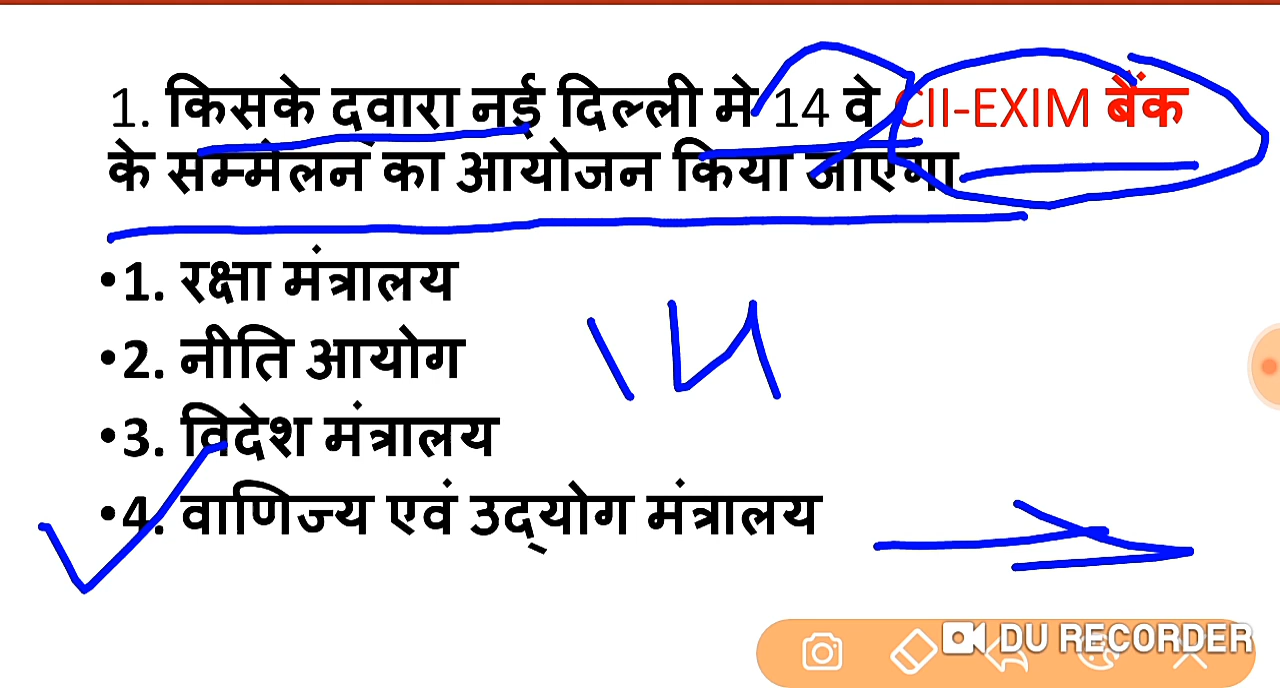 1. किसके द्वारा नई दिल्ली मे 14 वे CII-EXIM बैंक
के सम्मेलन का आयोजन किया जाएगा
•1. रक्षा मंत्रालय
•2. नीति आयोग
14
•3. विदेश मंत्रालय
•4. वाणिज्य एवं उद्योग मंत्रालय
DU RECORDER